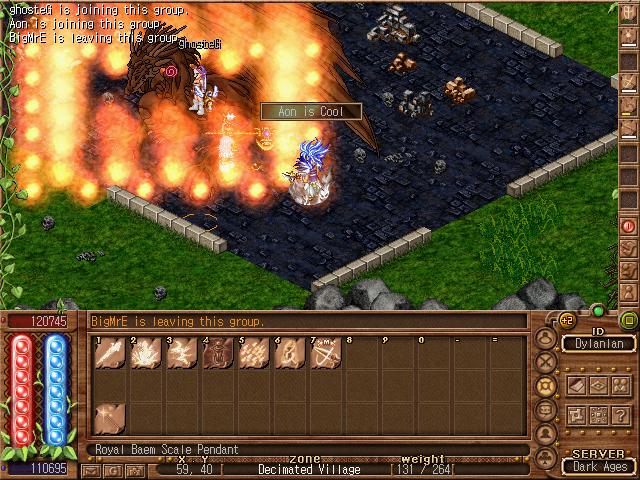 ghosteG is joining this group.
Aon is joining this group.
BigMrE is leaving this group.
ghosteG
Aon is Cool
120745
BigMrE is leaving this group.
1 2 3 4 5 6 7 8 9 0 - =
+2
ID
Dylanlan
Royal Baem Scale Pendant
X Y zone weight
110695
G
59, 40
Decimated Village
131 / 264
?
SERVER
Dark Ages